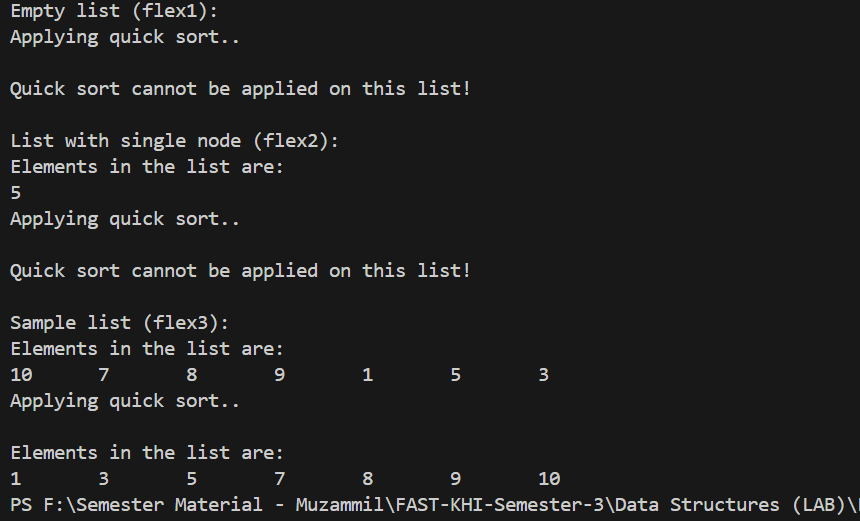 Empty list (flex1):
Applying quick sort..
Quick sort cannot be applied on this list!
List with single node (flex2):
Elements in the list are:
5
Applying quick sort..
Quick sort cannot be applied on this list!
Sample list (flex3):
Elements in the list are:
10 7 8 9 1 5 3
Applying quick sort..
Elements in the list are:
1 3 5 7 8 9 10
PS F:\Semester Material - Muzammil\FAST-KHI-Semester-3\Data Structures (LAB)\